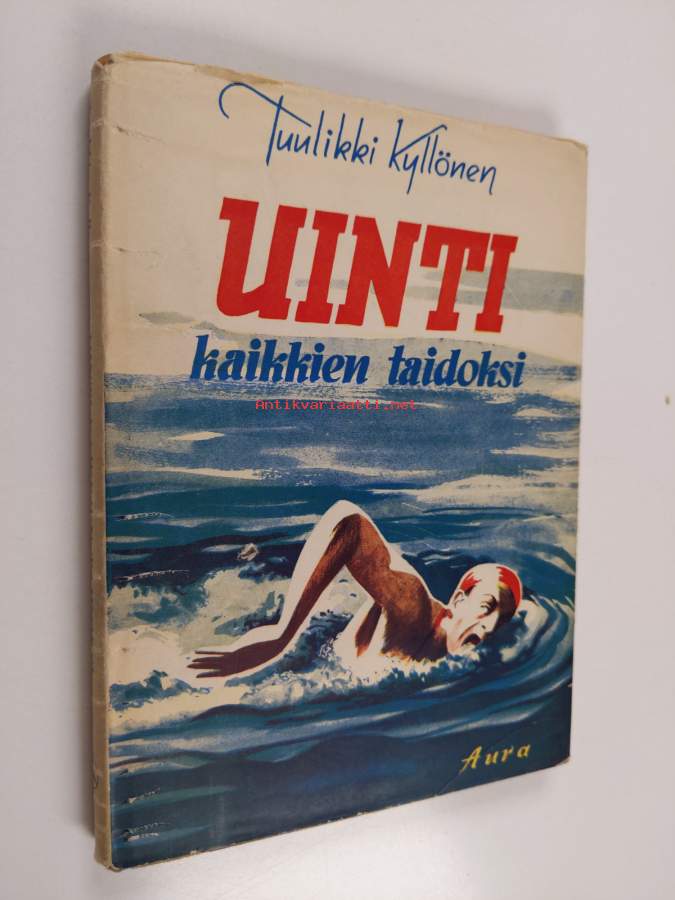 Tuulikki Kyllönen
UINTI
kaikkien taidoksi
Antikvariaatti.net
Aura